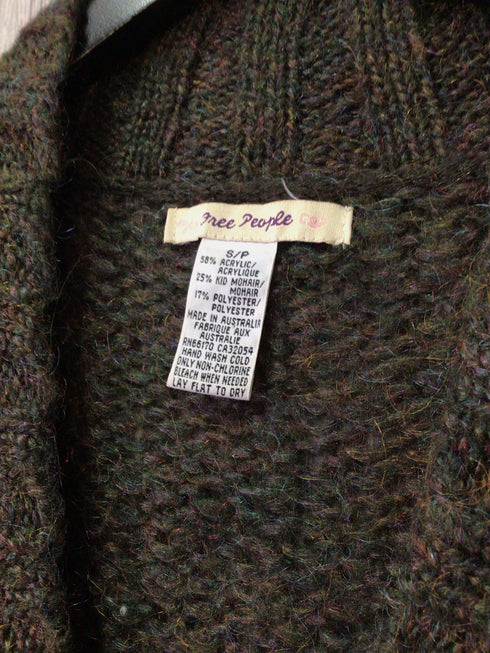 Free People
S/P
58% ACRYLIC/
ACRYLIQUE
25% KID MOHAIR/
MOHAIR
17% POLYESTER/
POLYESTER
MADE IN AUSTRALIA
FABRIQUE AUX
AUSTRALIE
RN66170 CA32054
HAND WASH COLD
ONLY NON-CHLORINE
BLEACH WHEN NEEDED
LAY FLAT TO DRY